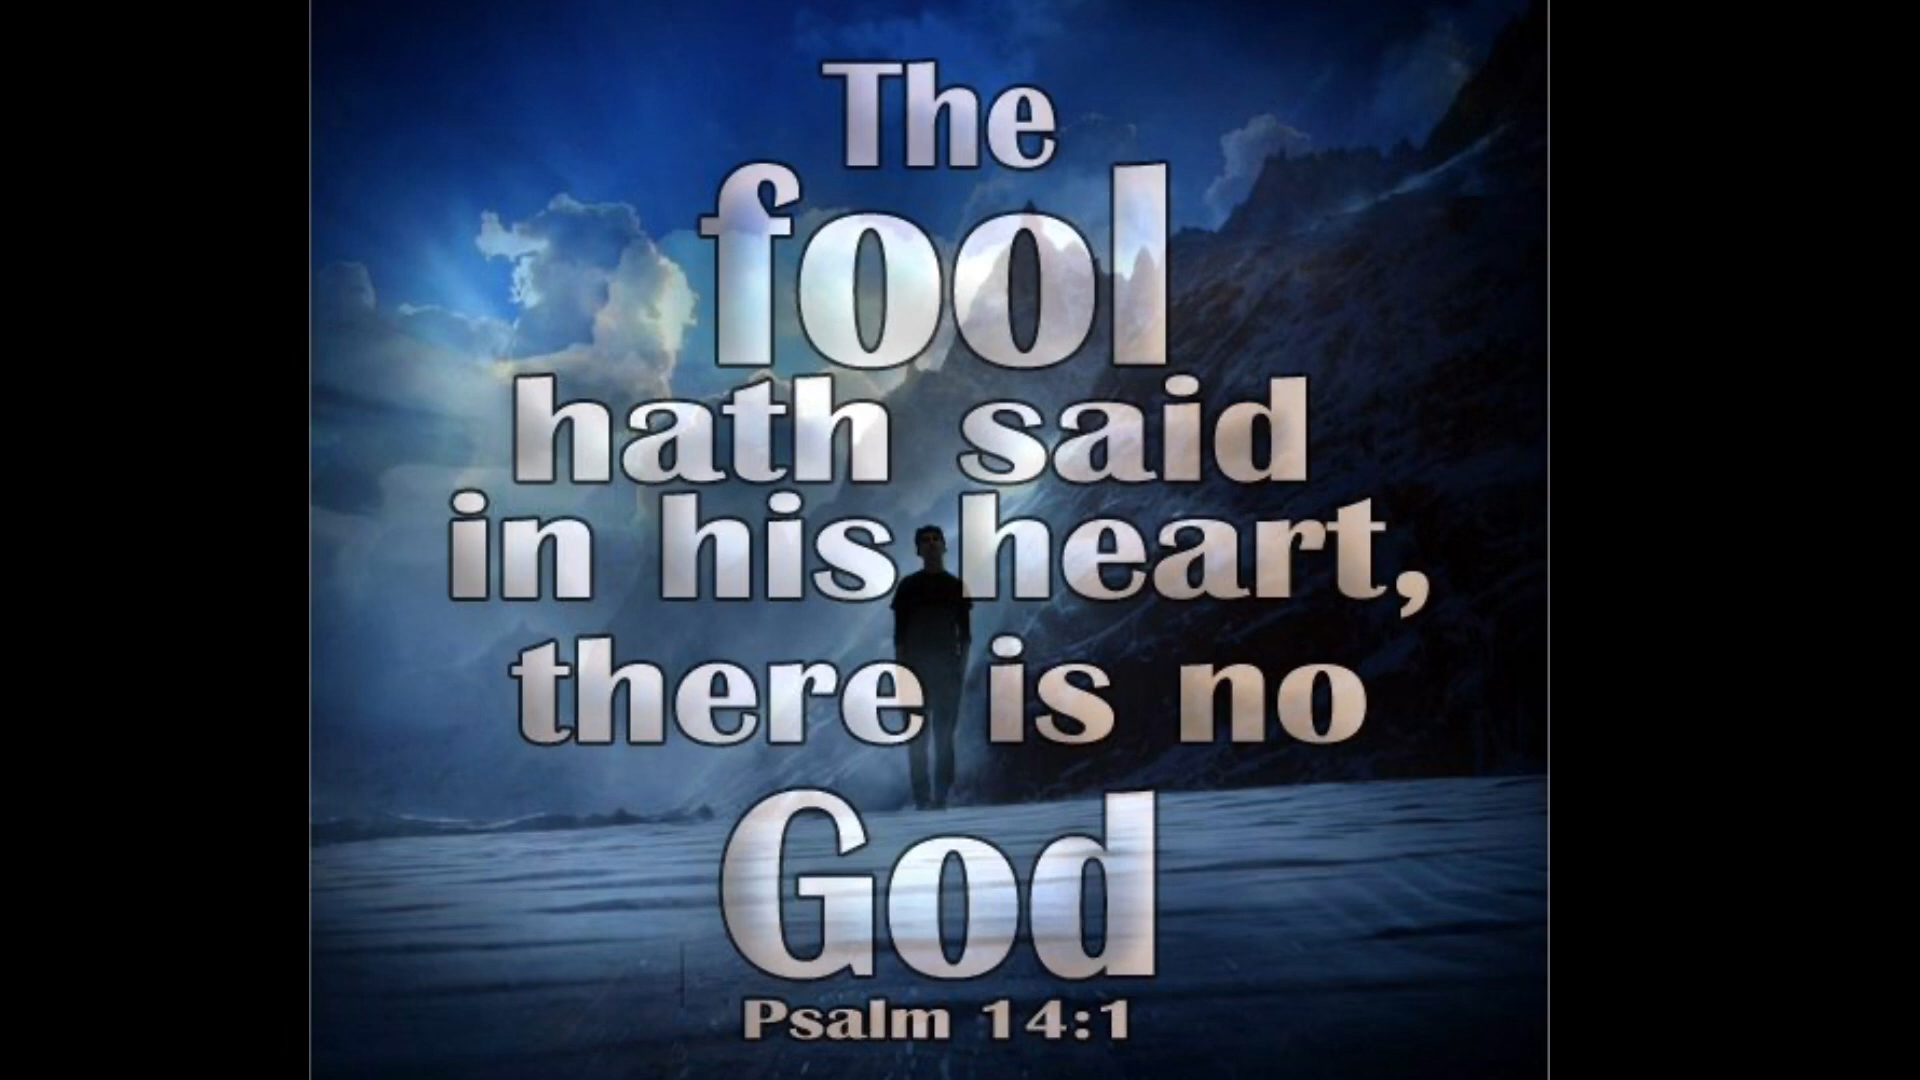 The
fool
hath said
in his heart,
there is no
God
Psalm 14:1